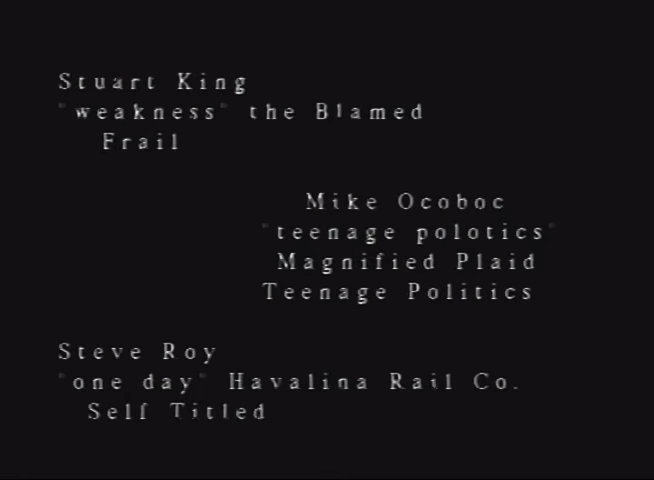 Stuart King
"weakness" the Blamed
Frail
Mike Ocoboc
"teenage polotics"
Magnified Plaid
Teenage Politics
Steve Roy
"one day" Havalina Rail Co.
Self Titled